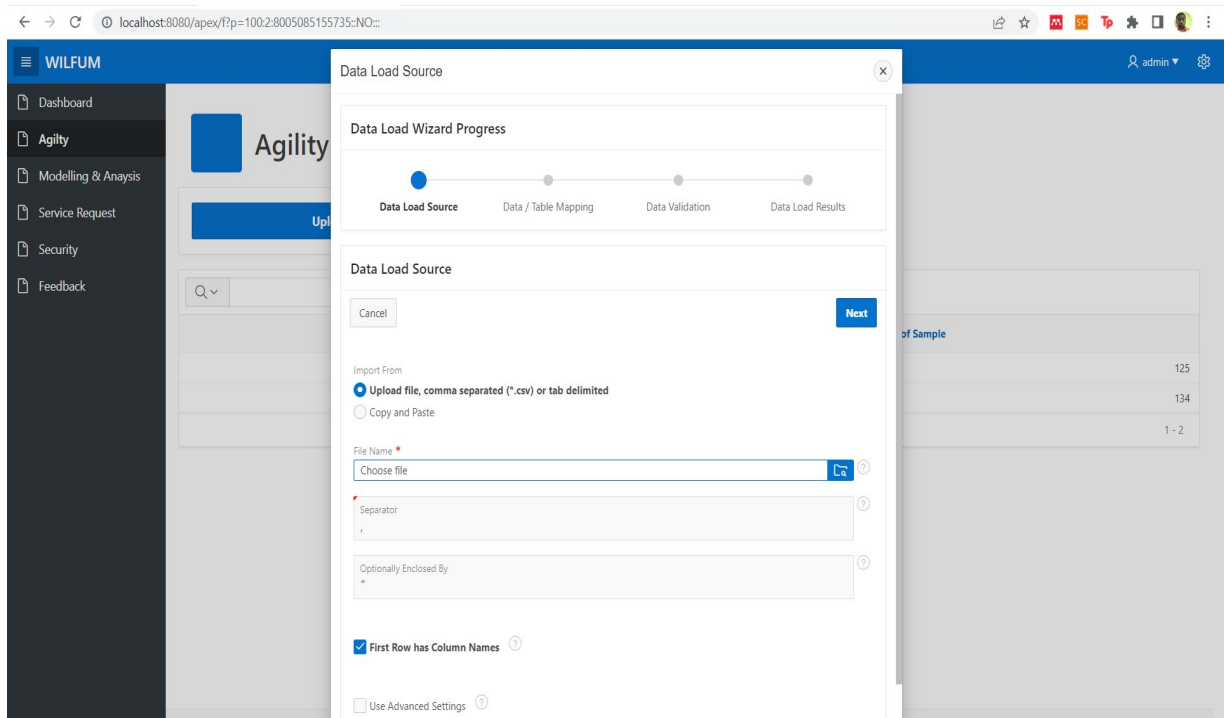 localhost:8080/apex/f?p=100:2:8005085155735::NO:::
SC Tp
WILFUM
admin
Dashboard
Agilty
Modelling & Anaysis
Service Request
Security
Feedback
Agility
Upl
Data Load Source
Data Load Wizard Progress
Data Load Source Data / Table Mapping Data Validation Data Load Results
Data Load Source
Cancel Next
Import From
Upload file, comma separated (*.csv) or tab delimited
Copy and Paste
File Name *
Choose file
Separator
,
Optionally Enclosed By
First Row has Column Names
Use Advanced Settings
of Sample
125
134
1 - 2